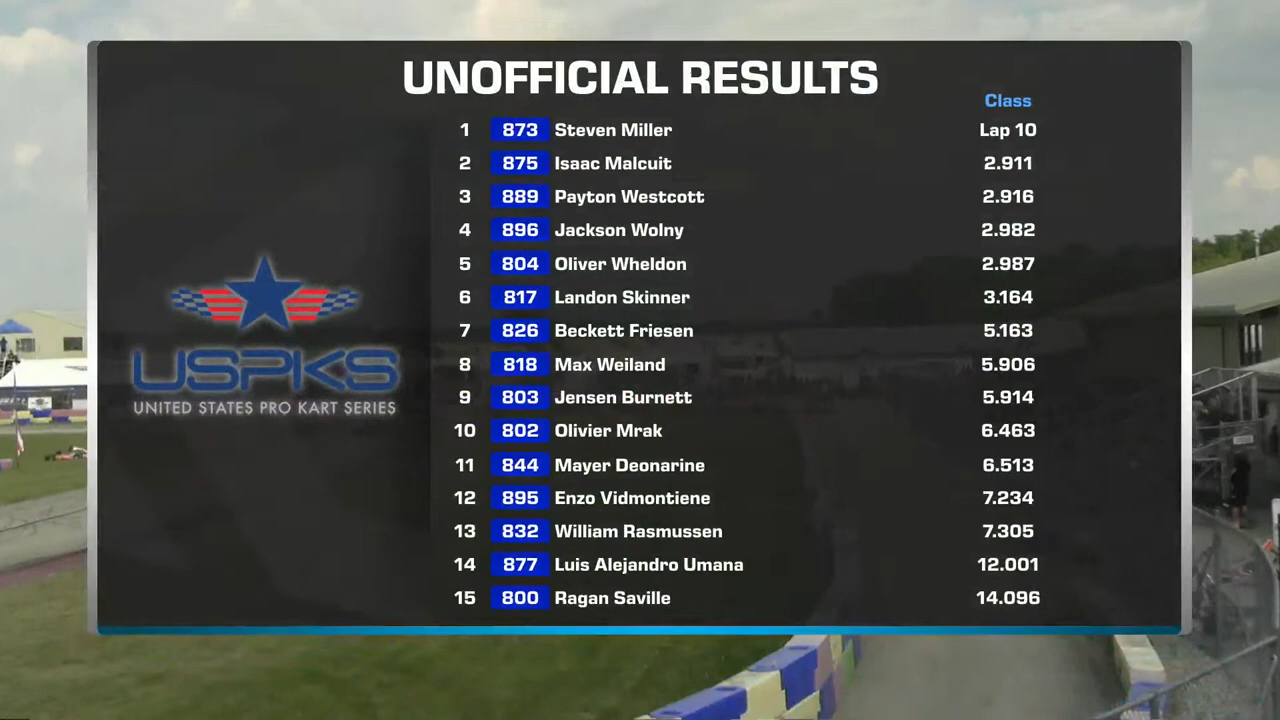 UNOFFICIAL RESULTS
Class
1 873 Steven Miller Lap 10
2 875 Isaac Malcuit 2.911
3 889 Payton Westcott 2.916
4 896 Jackson Wolny 2.982
5 804 Oliver Wheldon 2.987
6 817 Landon Skinner 3.164
7 826 Beckett Friesen 5.163
8 818 Max Weiland 5.906
9 803 Jensen Burnett 5.914
10 802 Olivier Mrak 6.463
11 844 Mayer Deonarine 6.513
12 895 Enzo Vidmontiene 7.234
13 832 William Rasmussen 7.305
14 877 Luis Alejandro Umana 12.001
15 800 Ragan Saville 14.096
USPKS
UNITED STATES PRO KART SERIES